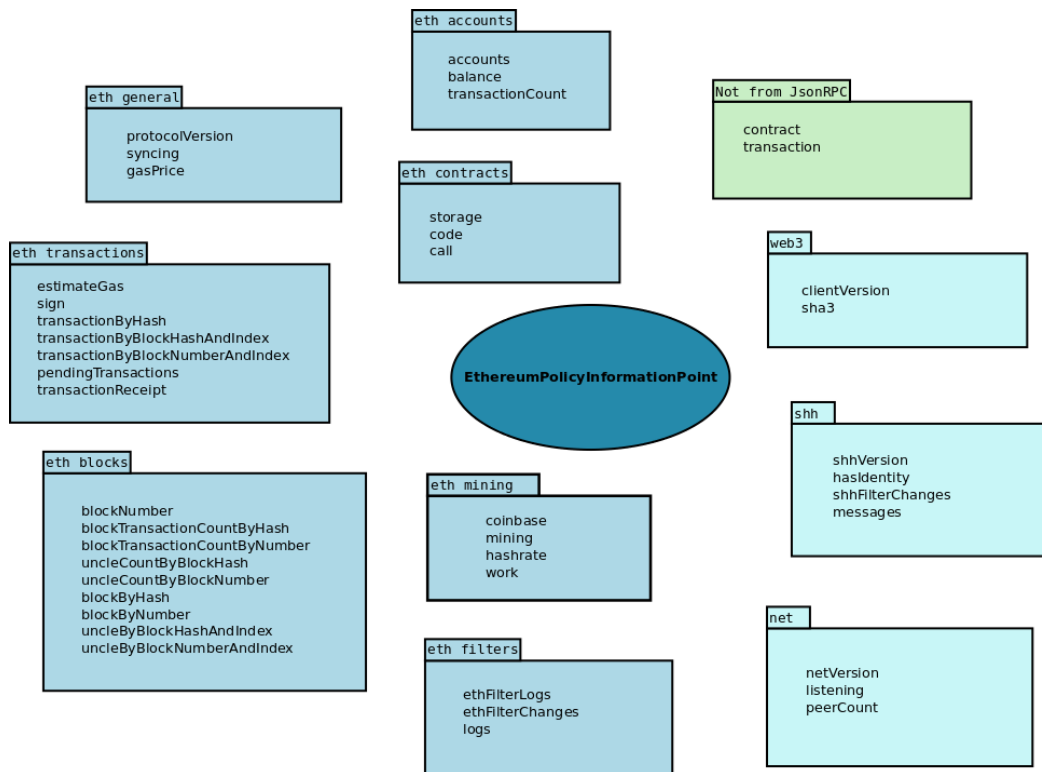 eth accounts
accounts
balance
transactionCount
eth general
protocolVersion
syncing
gasPrice
Not from JsonRPC
contract
transaction
eth contracts
storage
code
call
eth transactions
estimateGas
sign
transactionByHash
transactionByBlockHashAndIndex
transactionByBlockNumberAndIndex
pendingTransactions
transactionReceipt
web3
clientVersion
sha3
EthereumPolicyInformationPoint
shh
shhVersion
hasIdentity
shhFilterChanges
messages
eth blocks
blockNumber
blockTransactionCountByHash
blockTransactionCountByNumber
uncleCountByBlockHash
uncleCountByBlockNumber
blockByHash
blockByNumber
uncleByBlockHashAndIndex
uncleByBlockNumberAndIndex
eth mining
coinbase
mining
hashrate
work
net
netVersion
listening
peerCount
eth filters
ethFilterLogs
ethFilterChanges
logs